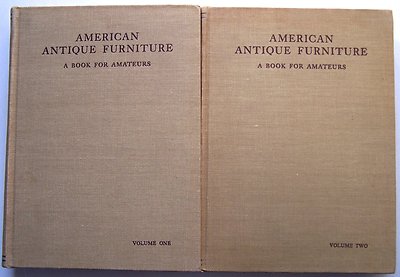 AMERICAN
ANTIQUE FURNITURE
A BOOK FOR AMATEURS
VOLUME ONE
AMERICAN
ANTIQUE FURNITURE
A BOOK FOR AMATEURS
VOLUME TWO